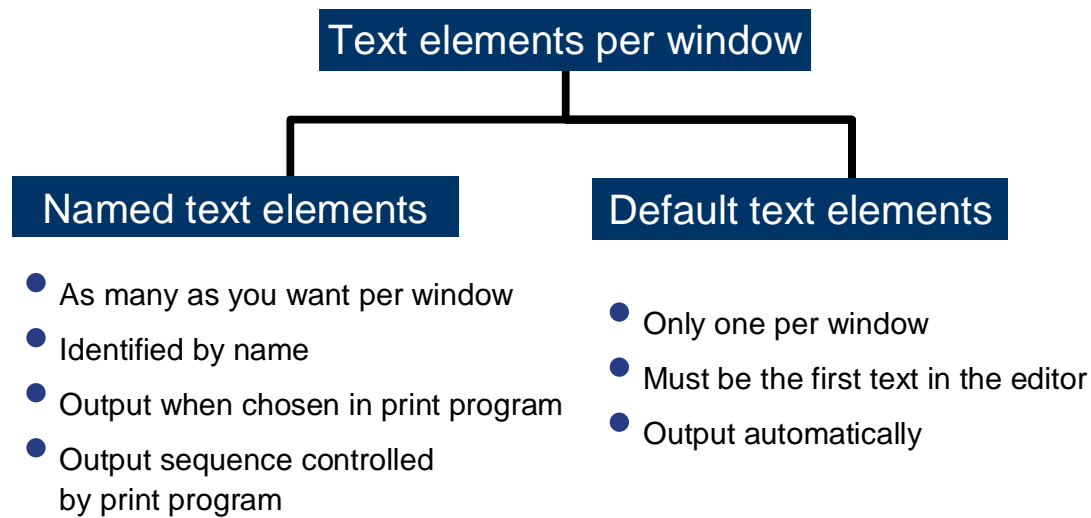 Text elements per window
Named text elements
As many as you want per window
Identified by name
Output when chosen in print program
Output sequence controlled
by print program
Default text elements
Only one per window
Must be the first text in the editor
Output automatically